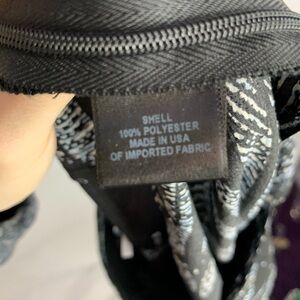 SHELL
100% POLYESTER
MADE IN USA
OF IMPORTED FABRIC